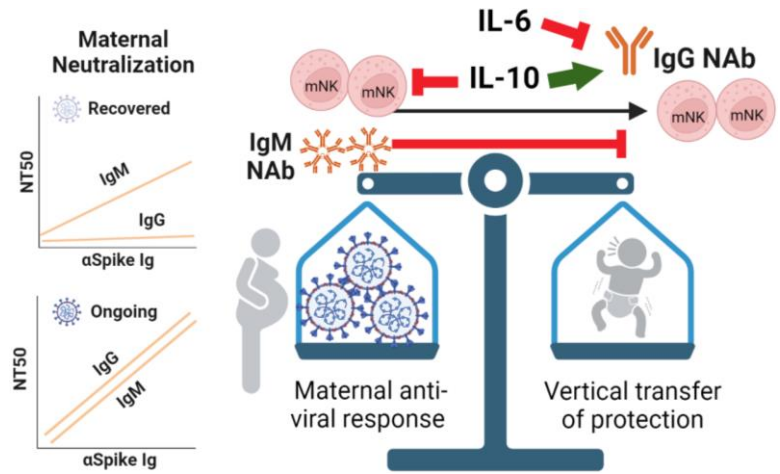 Maternal
Neutralization
Recovered
NT50
IgM
IgG
αSpike Ig
Ongoing
NT50
IgG
IgM
αSpike Ig
IL-6
IgG NAb
mNK
mNK
IL-10
mNK
mNK
IgM
NAb
Maternal anti-
viral response
Vertical transfer
of protection